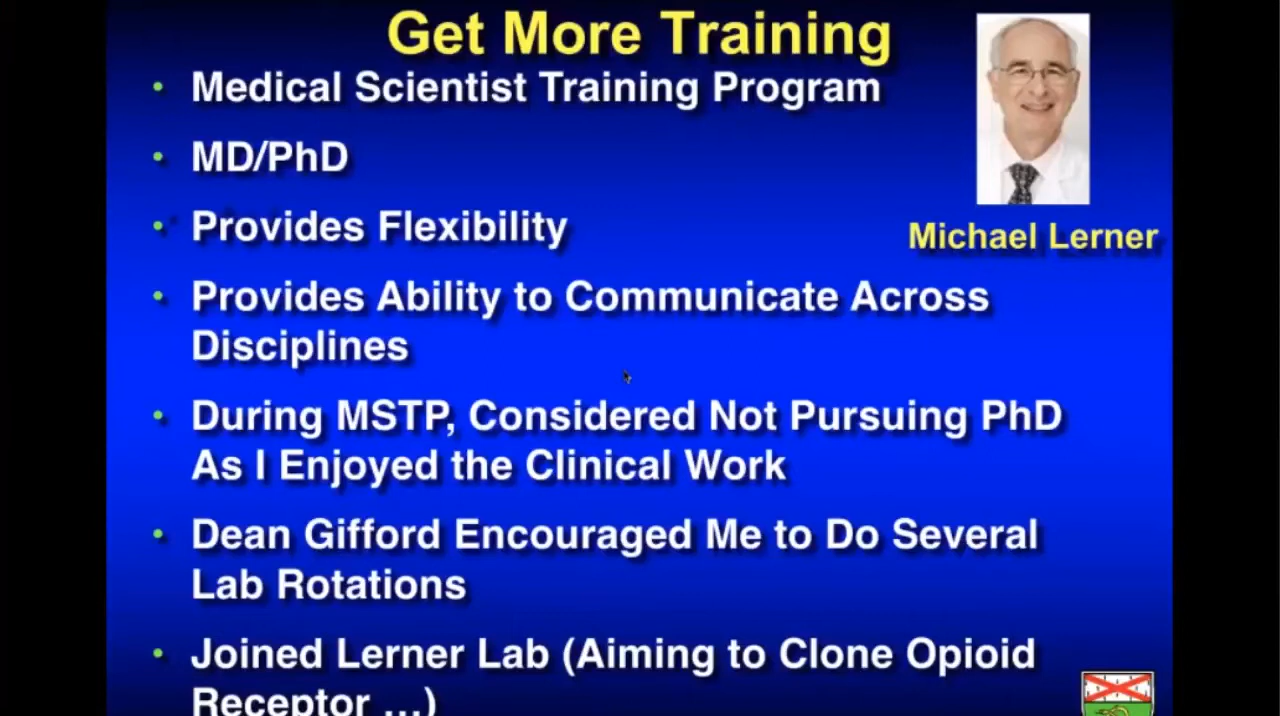 Get More Training
• Medical Scientist Training Program
• MD/PhD
• Provides Flexibility
Michael Lerner
• Provides Ability to Communicate Across
Disciplines
• During MSTP, Considered Not Pursuing PhD
As I Enjoyed the Clinical Work
• Dean Gifford Encouraged Me to Do Several
Lab Rotations
• Joined Lerner Lab (Aiming to Clone Opioid
Receptor ...)